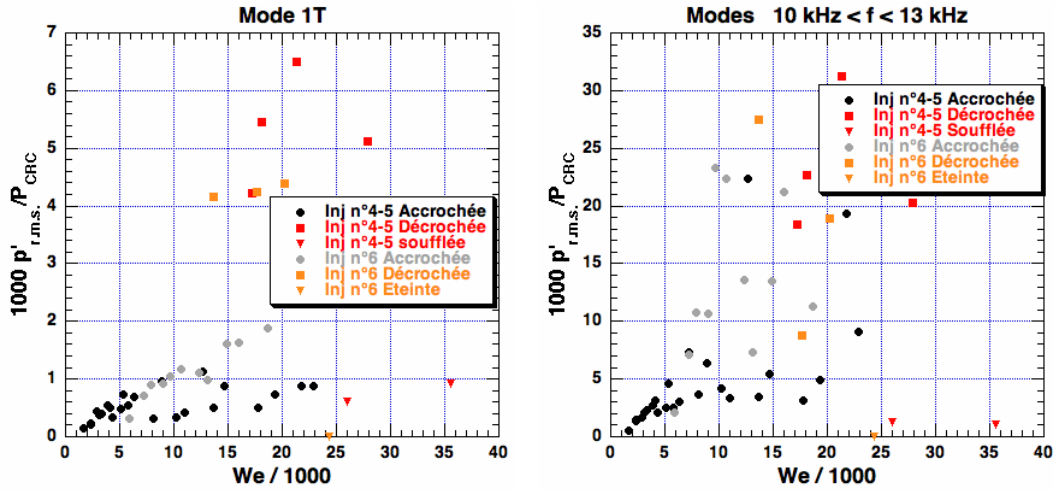 Mode 1T
7
6
5
4
3
2
1
0
1000 p'r.m.s./PCRC
Inj n°4-5 Accrochée
Inj n°4-5 Décrochée
Inj n°4-5 soufflée
Inj n°6 Accrochée
Inj n°6 Décrochée
Inj n°6 Eteinte
0 5 10 15 20 25 30 35 40
We / 1000
Modes 10 kHz < f < 13 kHz
35
30
25
20
15
10
5
0
1000 p'r.m.s./PCRC
Inj n°4-5 Accrochée
Inj n°4-5 Décrochée
Inj n°4-5 Soufflée
Inj n°6 Accrochée
Inj n°6 Décrochée
Inj n°6 Eteinte
0 5 10 15 20 25 30 35 40
We / 1000